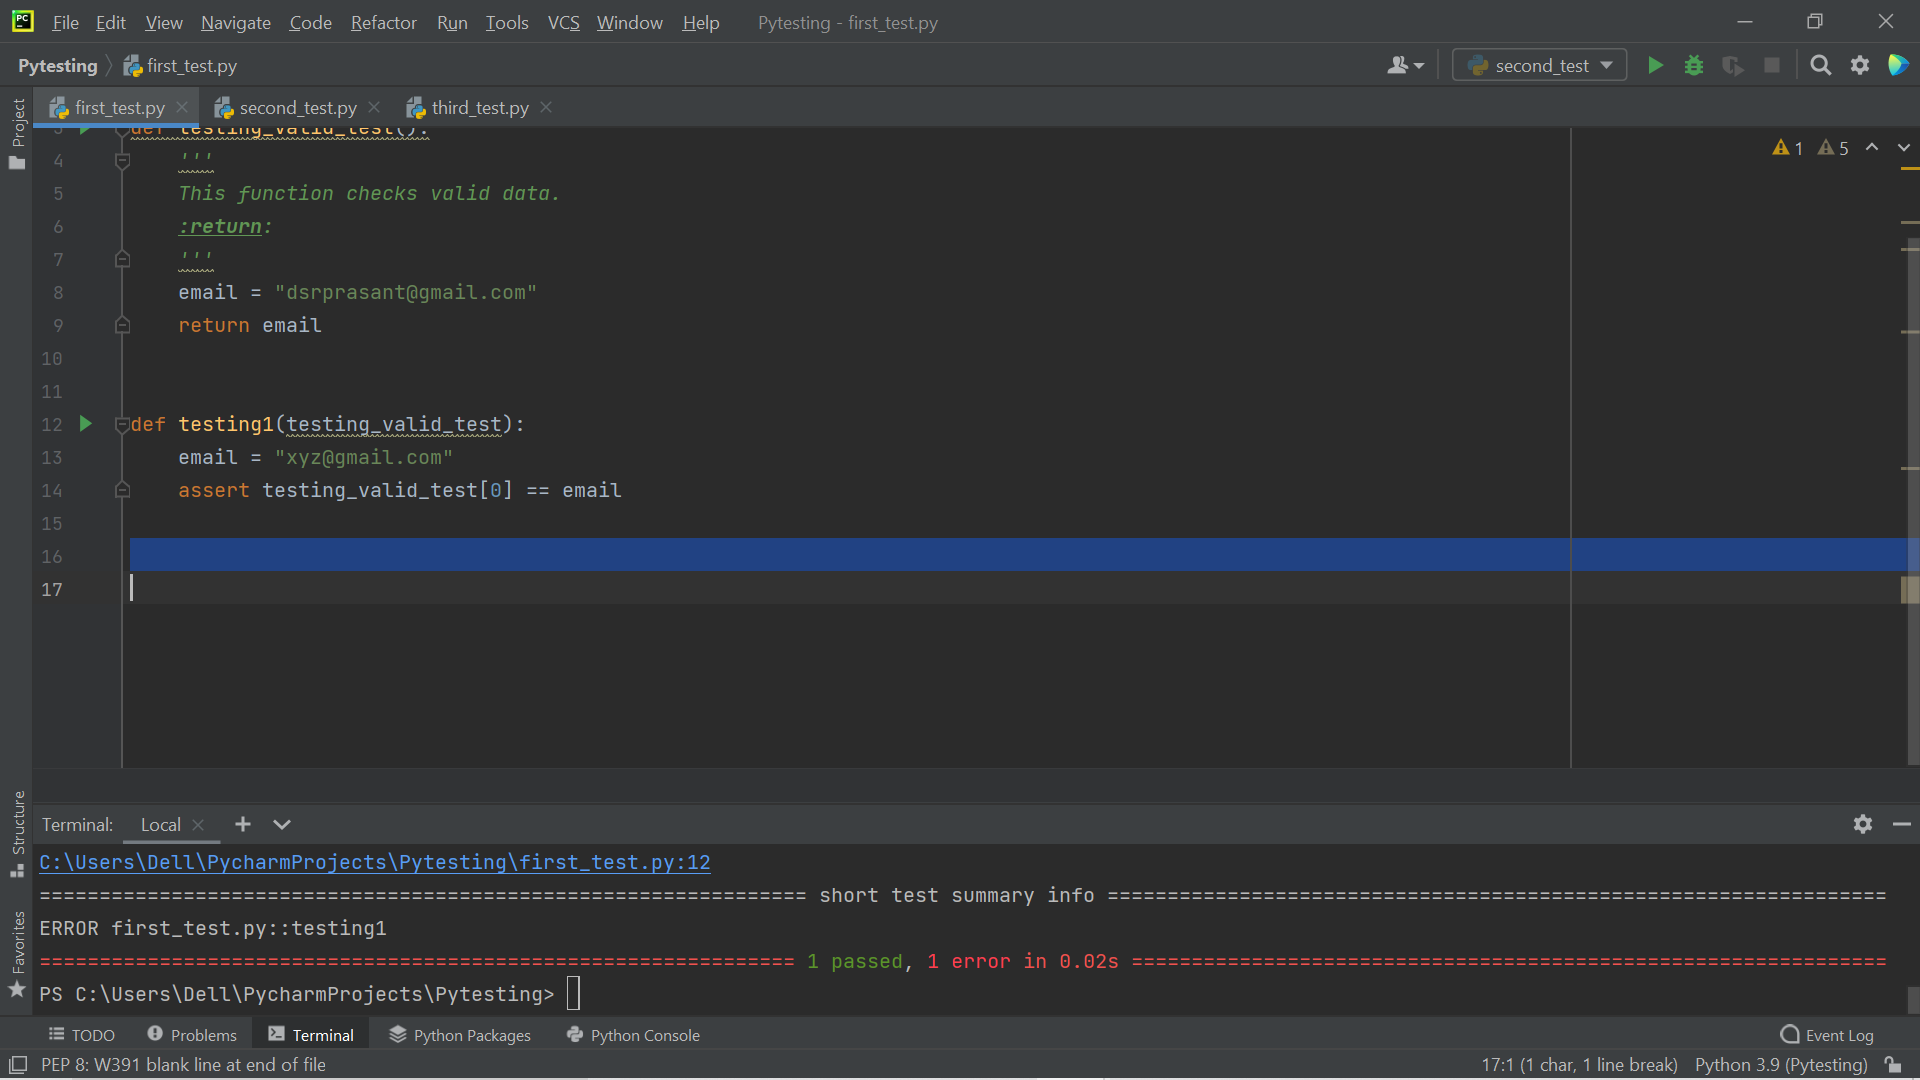 File Edit View Navigate Code Refactor Run Tools VCS Window Help Pytesting - first_test.py
Pytesting first_test.py second_test
first_test.py second_test.py third_test.py
Project
3 def testing_valid_test():
1 5
4 '''
5 This function checks valid data.
6 :return:
7 '''
8 email = "dsrprasant@gmail.com"
9 return email
10
11
12 def testing1(testing_valid_test):
13 email = "xyz@gmail.com"
14 assert testing_valid_test[0] == email
15
16
17
Structure
Favorites
Terminal: Local
C:\Users\Dell\PycharmProjects\Pytesting\first_test.py:12
================================================================ short test summary info =================================================================
ERROR first_test.py::testing1
=============================================================== 1 passed, 1 error in 0.02s ===============================================================
PS C:\Users\Dell\PycharmProjects\Pytesting>
TODO Problems Terminal Python Packages Python Console Event Log
PEP 8: W391 blank line at end of file 17:1 (1 char, 1 line break) Python 3.9 (Pytesting)